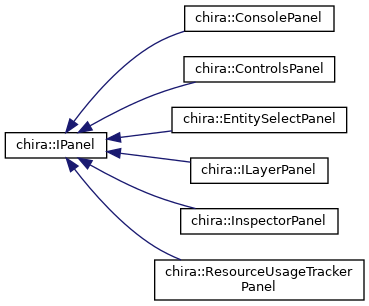 chira::ConsolePanel
chira::ControlsPanel
chira::EntitySelectPanel
chira::IPanel
chira::ILayerPanel
chira::InspectorPanel
chira::ResourceUsageTracker
Panel